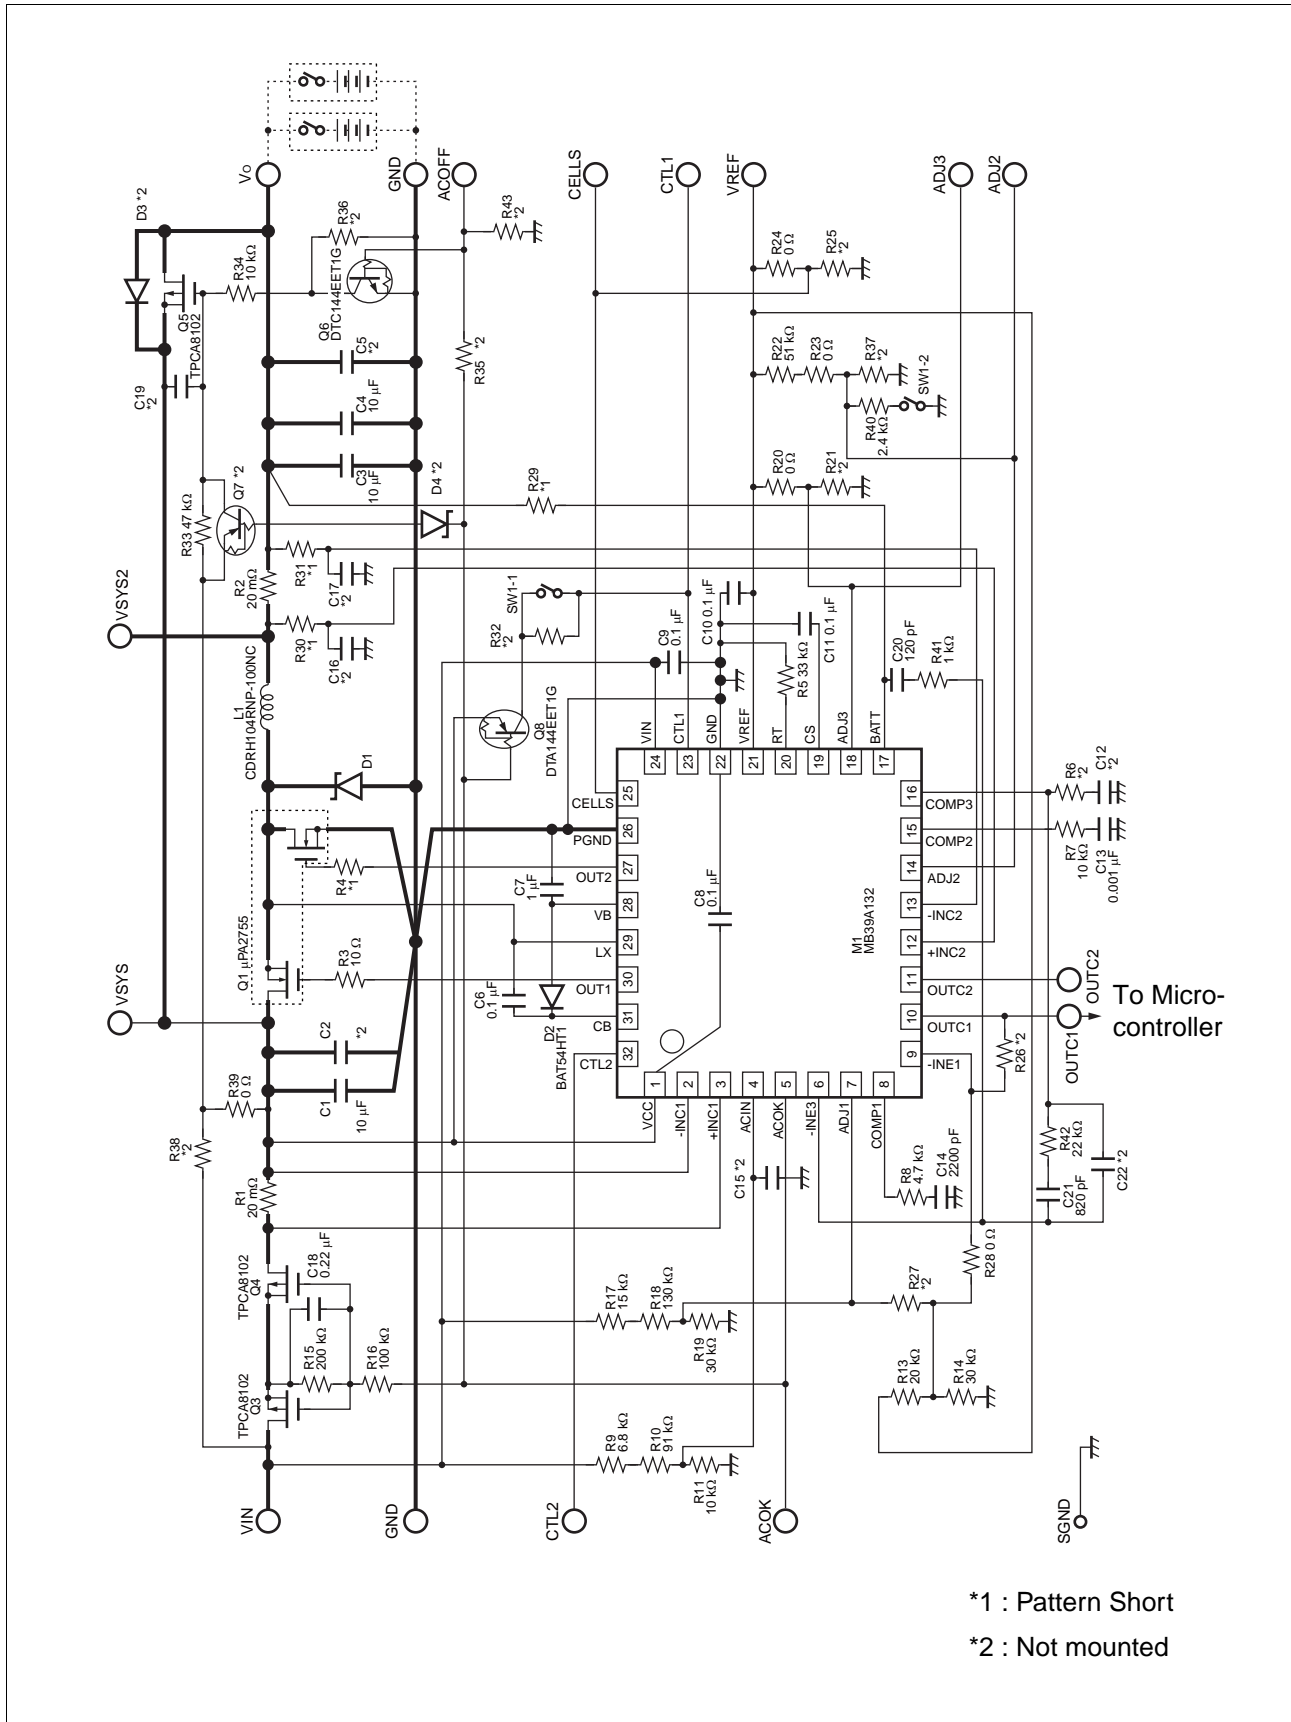 VIN
GND
CTL2
ACOK
SGND
VSYS
VSYS2
VO
GND
ACOFF
CELLS
CTL1
VREF
ADJ3
ADJ2
D3 *2
Q5
TPCA8102
C19
*2
R34
10 kΩ
R36
*2
Q6
DTC144EET1G
R43
*2
C5
*2
C4
10 µF
C3
10 µF
R35
*2
D4 *2
Q7 *2
R33 47 kΩ
R2
20 mΩ
R31
*1
C17
*2
R30
*1
C16
*2
R29
*1
L1
CDRH104RNP-100NC
D1
Q1 µPA2755
R4
*1
R3
10 Ω
C2
*2
C1
10 µF
R39
0 Ω
R38
*2
R1
20 mΩ
TPCA8102
Q4
C18
0.22 µF
R15
200 kΩ
R16
100 kΩ
TPCA8102
Q3
R24
0 Ω
R25
*2
R22
51 kΩ
R23
0 Ω
R37
*2
R40
2.4 kΩ
SW1-2
R20
0 Ω
R21
*2
SW1-1
R32
*2
Q8
DTA144EET1G
C9
0.1 µF
C10 0.1 µF
C11 0.1 µF
R5 33 kΩ
C20
120 pF
R41
1 kΩ
C7
1 µF
C6
0.1 µF
D2
BAT54HT1
C8
0.1 µF
M1
MB39A132
VIN
24
CTL1
23
GND
22
VREF
21
RT
20
CS
19
ADJ3
18
BATT
17
25
CELLS
26
PGND
27
OUT2
28
VB
29
LX
30
OUT1
31
CB
32
CTL2
16
COMP3
15
COMP2
14
ADJ2
13
-INC2
12
+INC2
11
OUTC2
10
OUTC1
9
-INE1
1
VCC
2
-INC1
3
+INC1
4
ACIN
5
ACOK
6
-INE3
7
ADJ1
8
COMP1
R6
*2
C12
*2
R7
10 kΩ
C13
0.001 µF
OUTC2
OUTC1
To Micro-
controller
R26 *2
R42
22 kΩ
C21
820 pF
C22 *2
C15 *2
R8
4.7 kΩ
C14
2200 pF
R28 0 Ω
R27
*2
R17
15 kΩ
R18
130 kΩ
R19
30 kΩ
R13
20 kΩ
R14
30 kΩ
R9
6.8 kΩ
R10
91 kΩ
R11
10 kΩ
*1 : Pattern Short
*2 : Not mounted